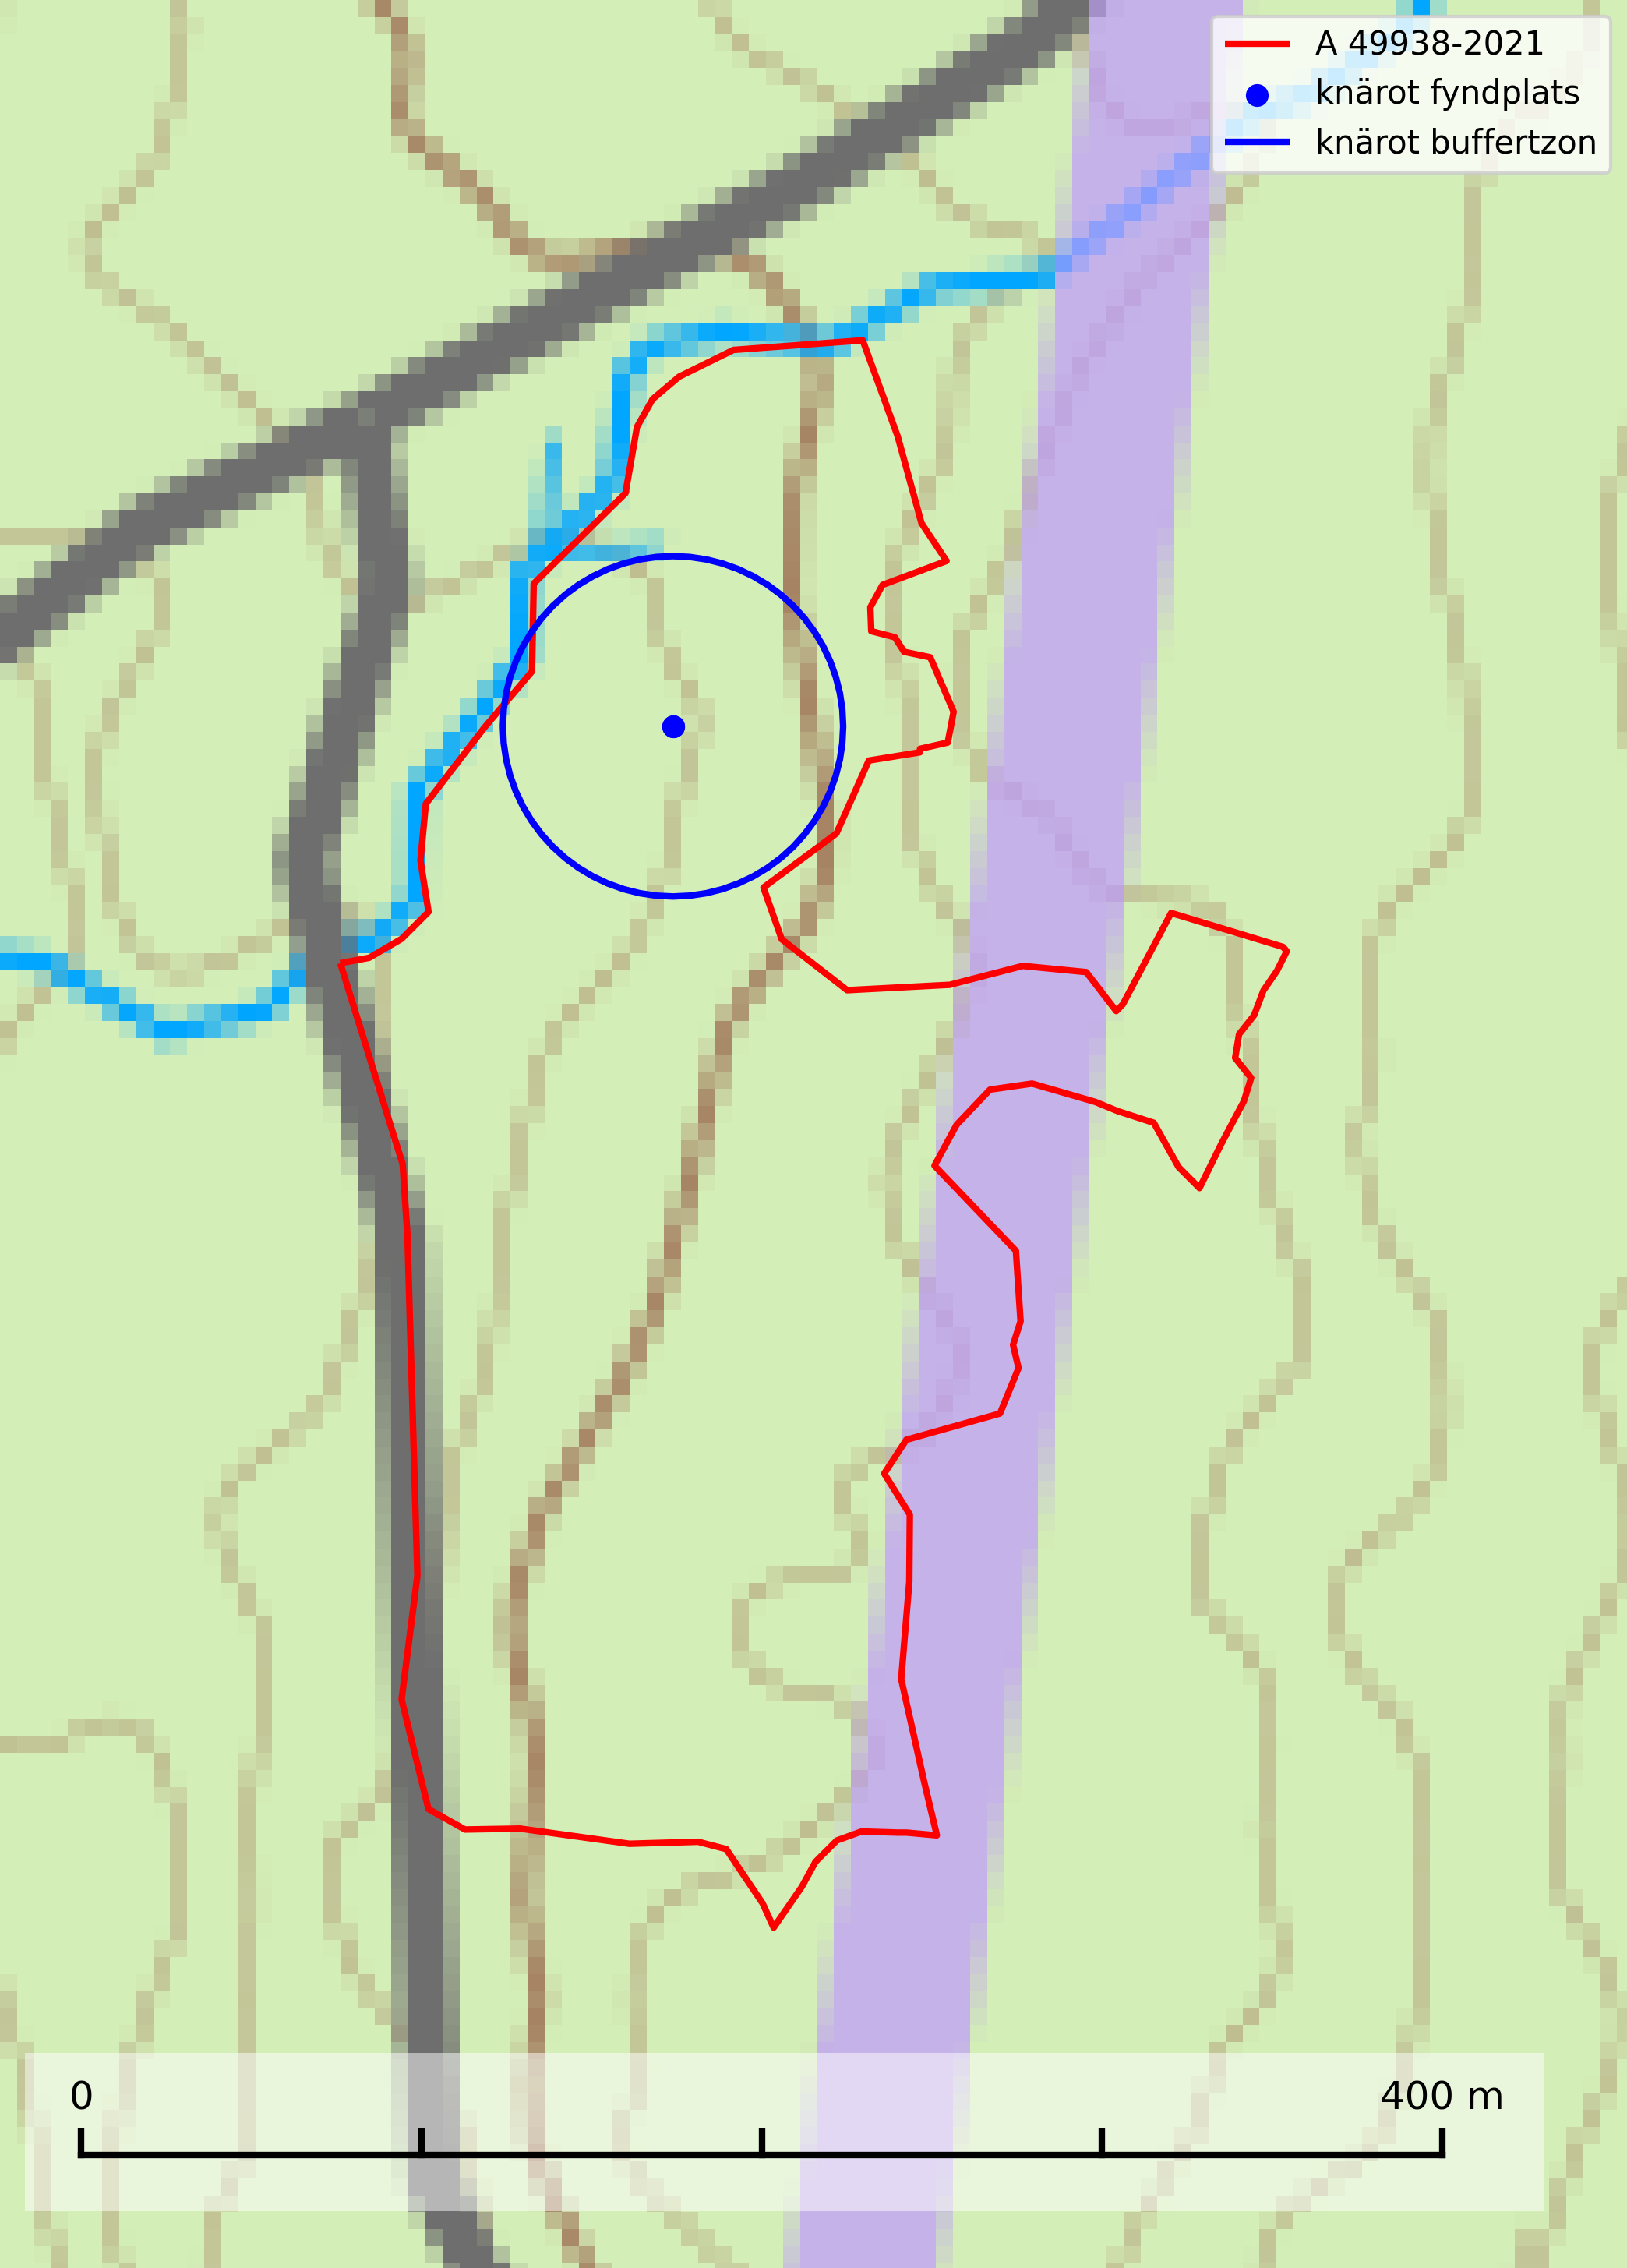 A 49938-2021
knärot fyndplats
knärot buffertzon
0
400 m